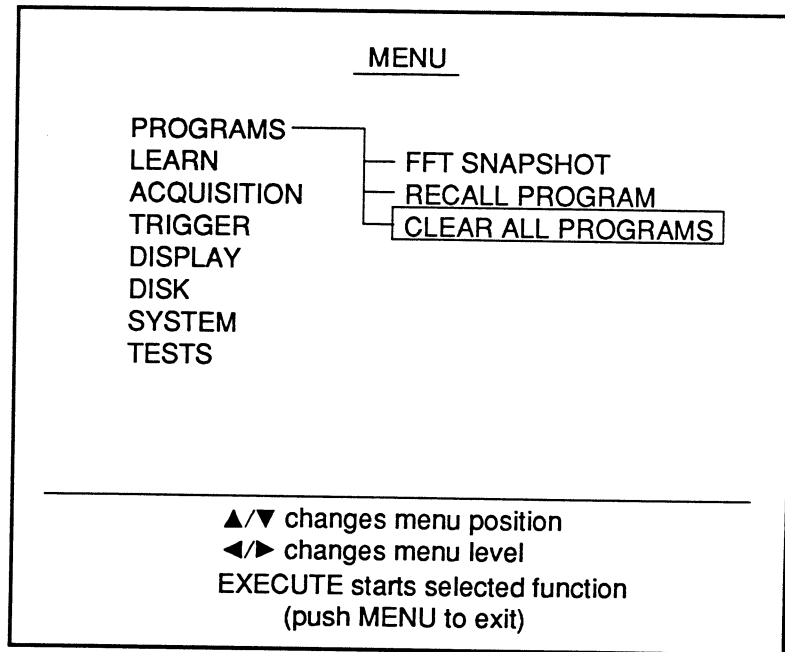 MENU
PROGRAMS
LEARN
ACQUISITION
TRIGGER
DISPLAY
DISK
SYSTEM
TESTS
FFT SNAPSHOT
RECALL PROGRAM
CLEAR ALL PROGRAMS
▲/▼ changes menu position
◄/► changes menu level
EXECUTE starts selected function
(push MENU to exit)